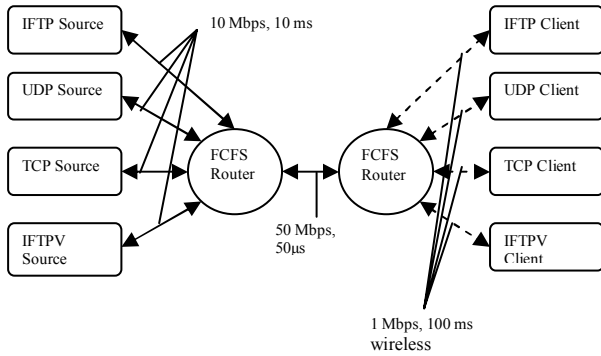 IFTP Source
10 Mbps, 10 ms
IFTP Client
UDP Source
UDP Client
FCFS
Router
FCFS
Router
TCP Source
TCP Client
50 Mbps,
50µs
IFTPV
Source
IFTPV
Client
1 Mbps, 100 ms
wireless